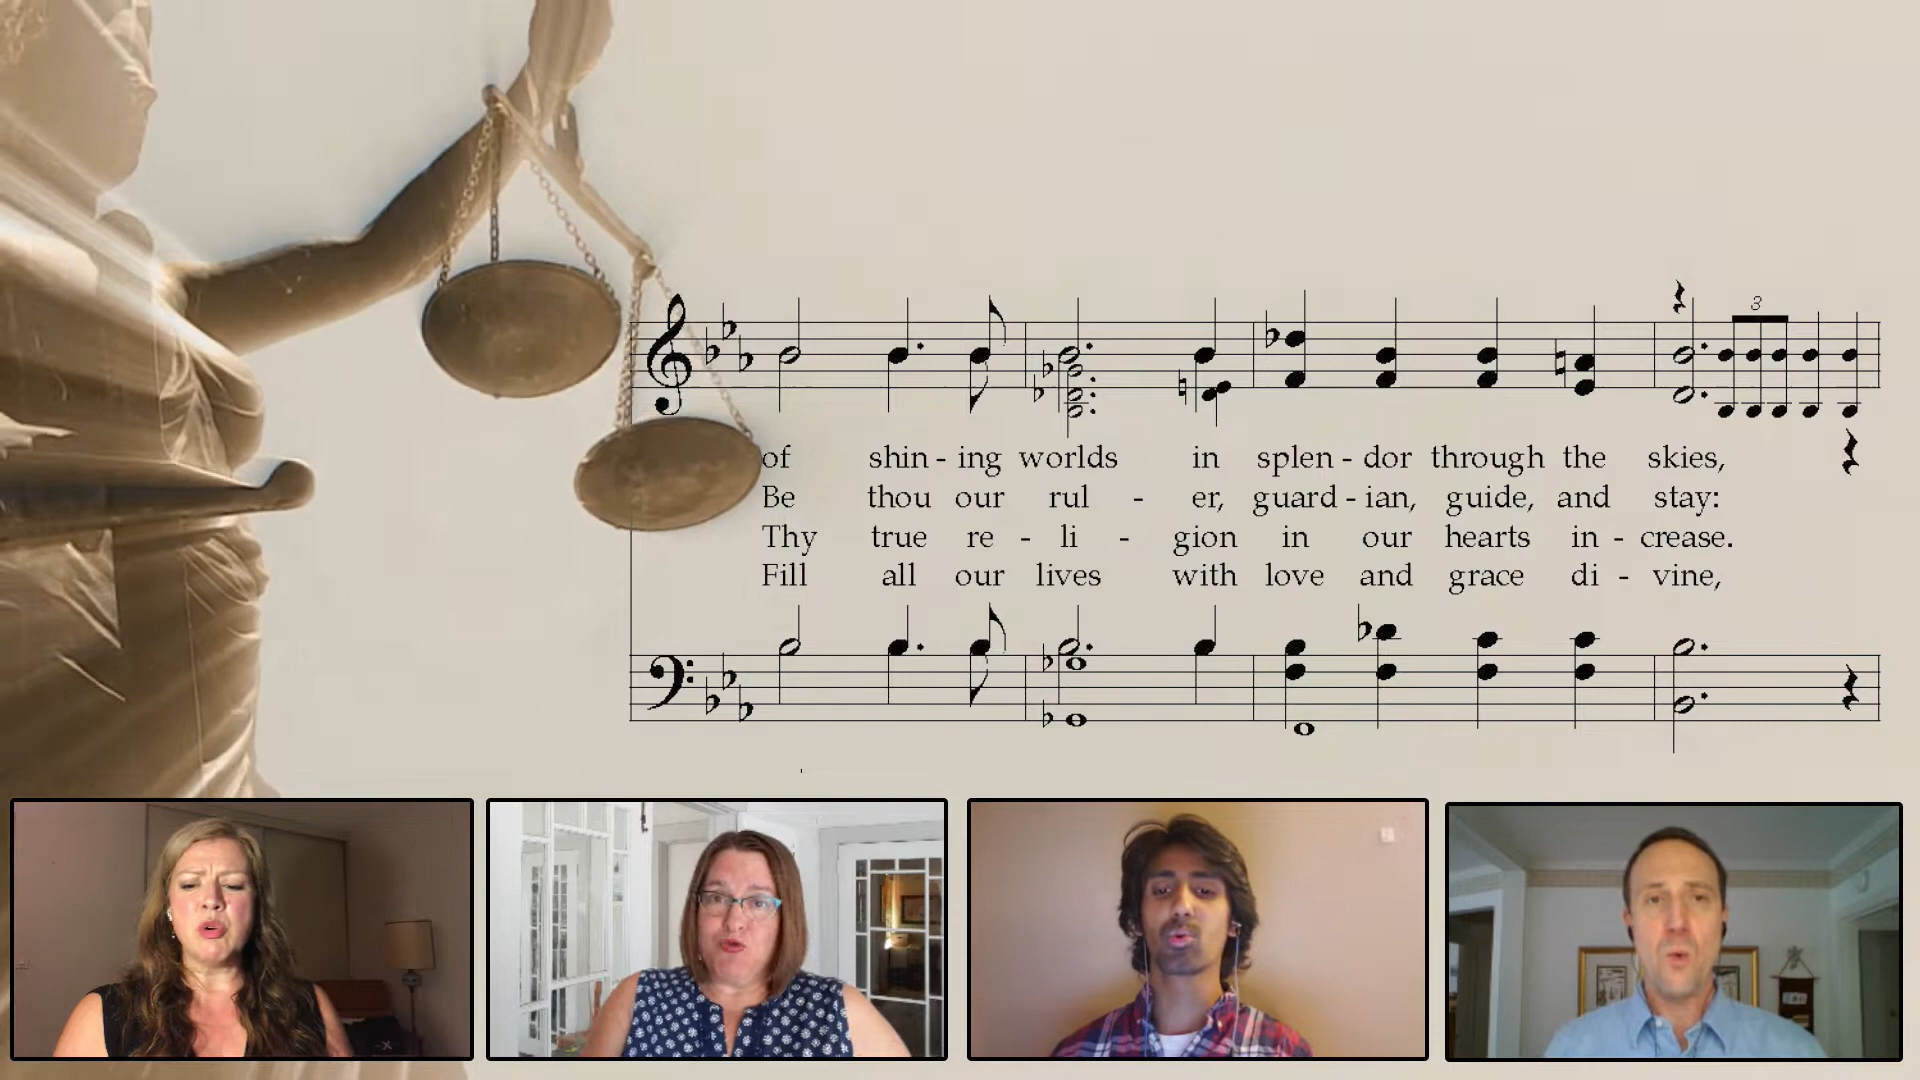 3
of shin - ing worlds in splen - dor through the skies,
Be thou our rul - er, guard - ian, guide, and stay:
Thy true re - li - gion in our hearts in - crease.
Fill all our lives with love and grace di - vine,